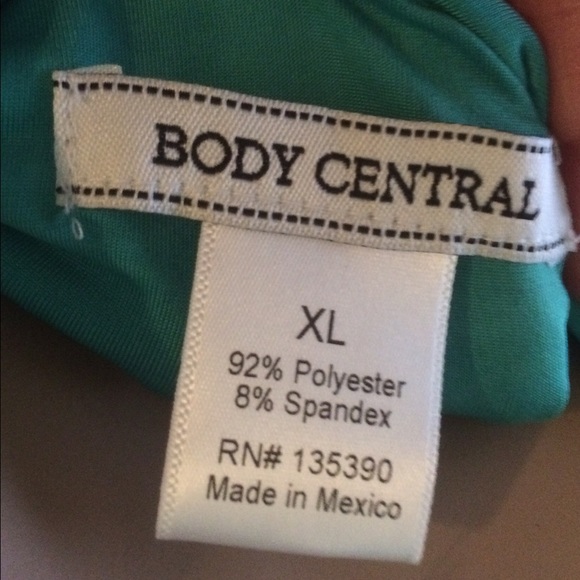 BODY CENTRAL
XL
92% Polyester
8% Spandex
RN# 135390
Made in Mexico